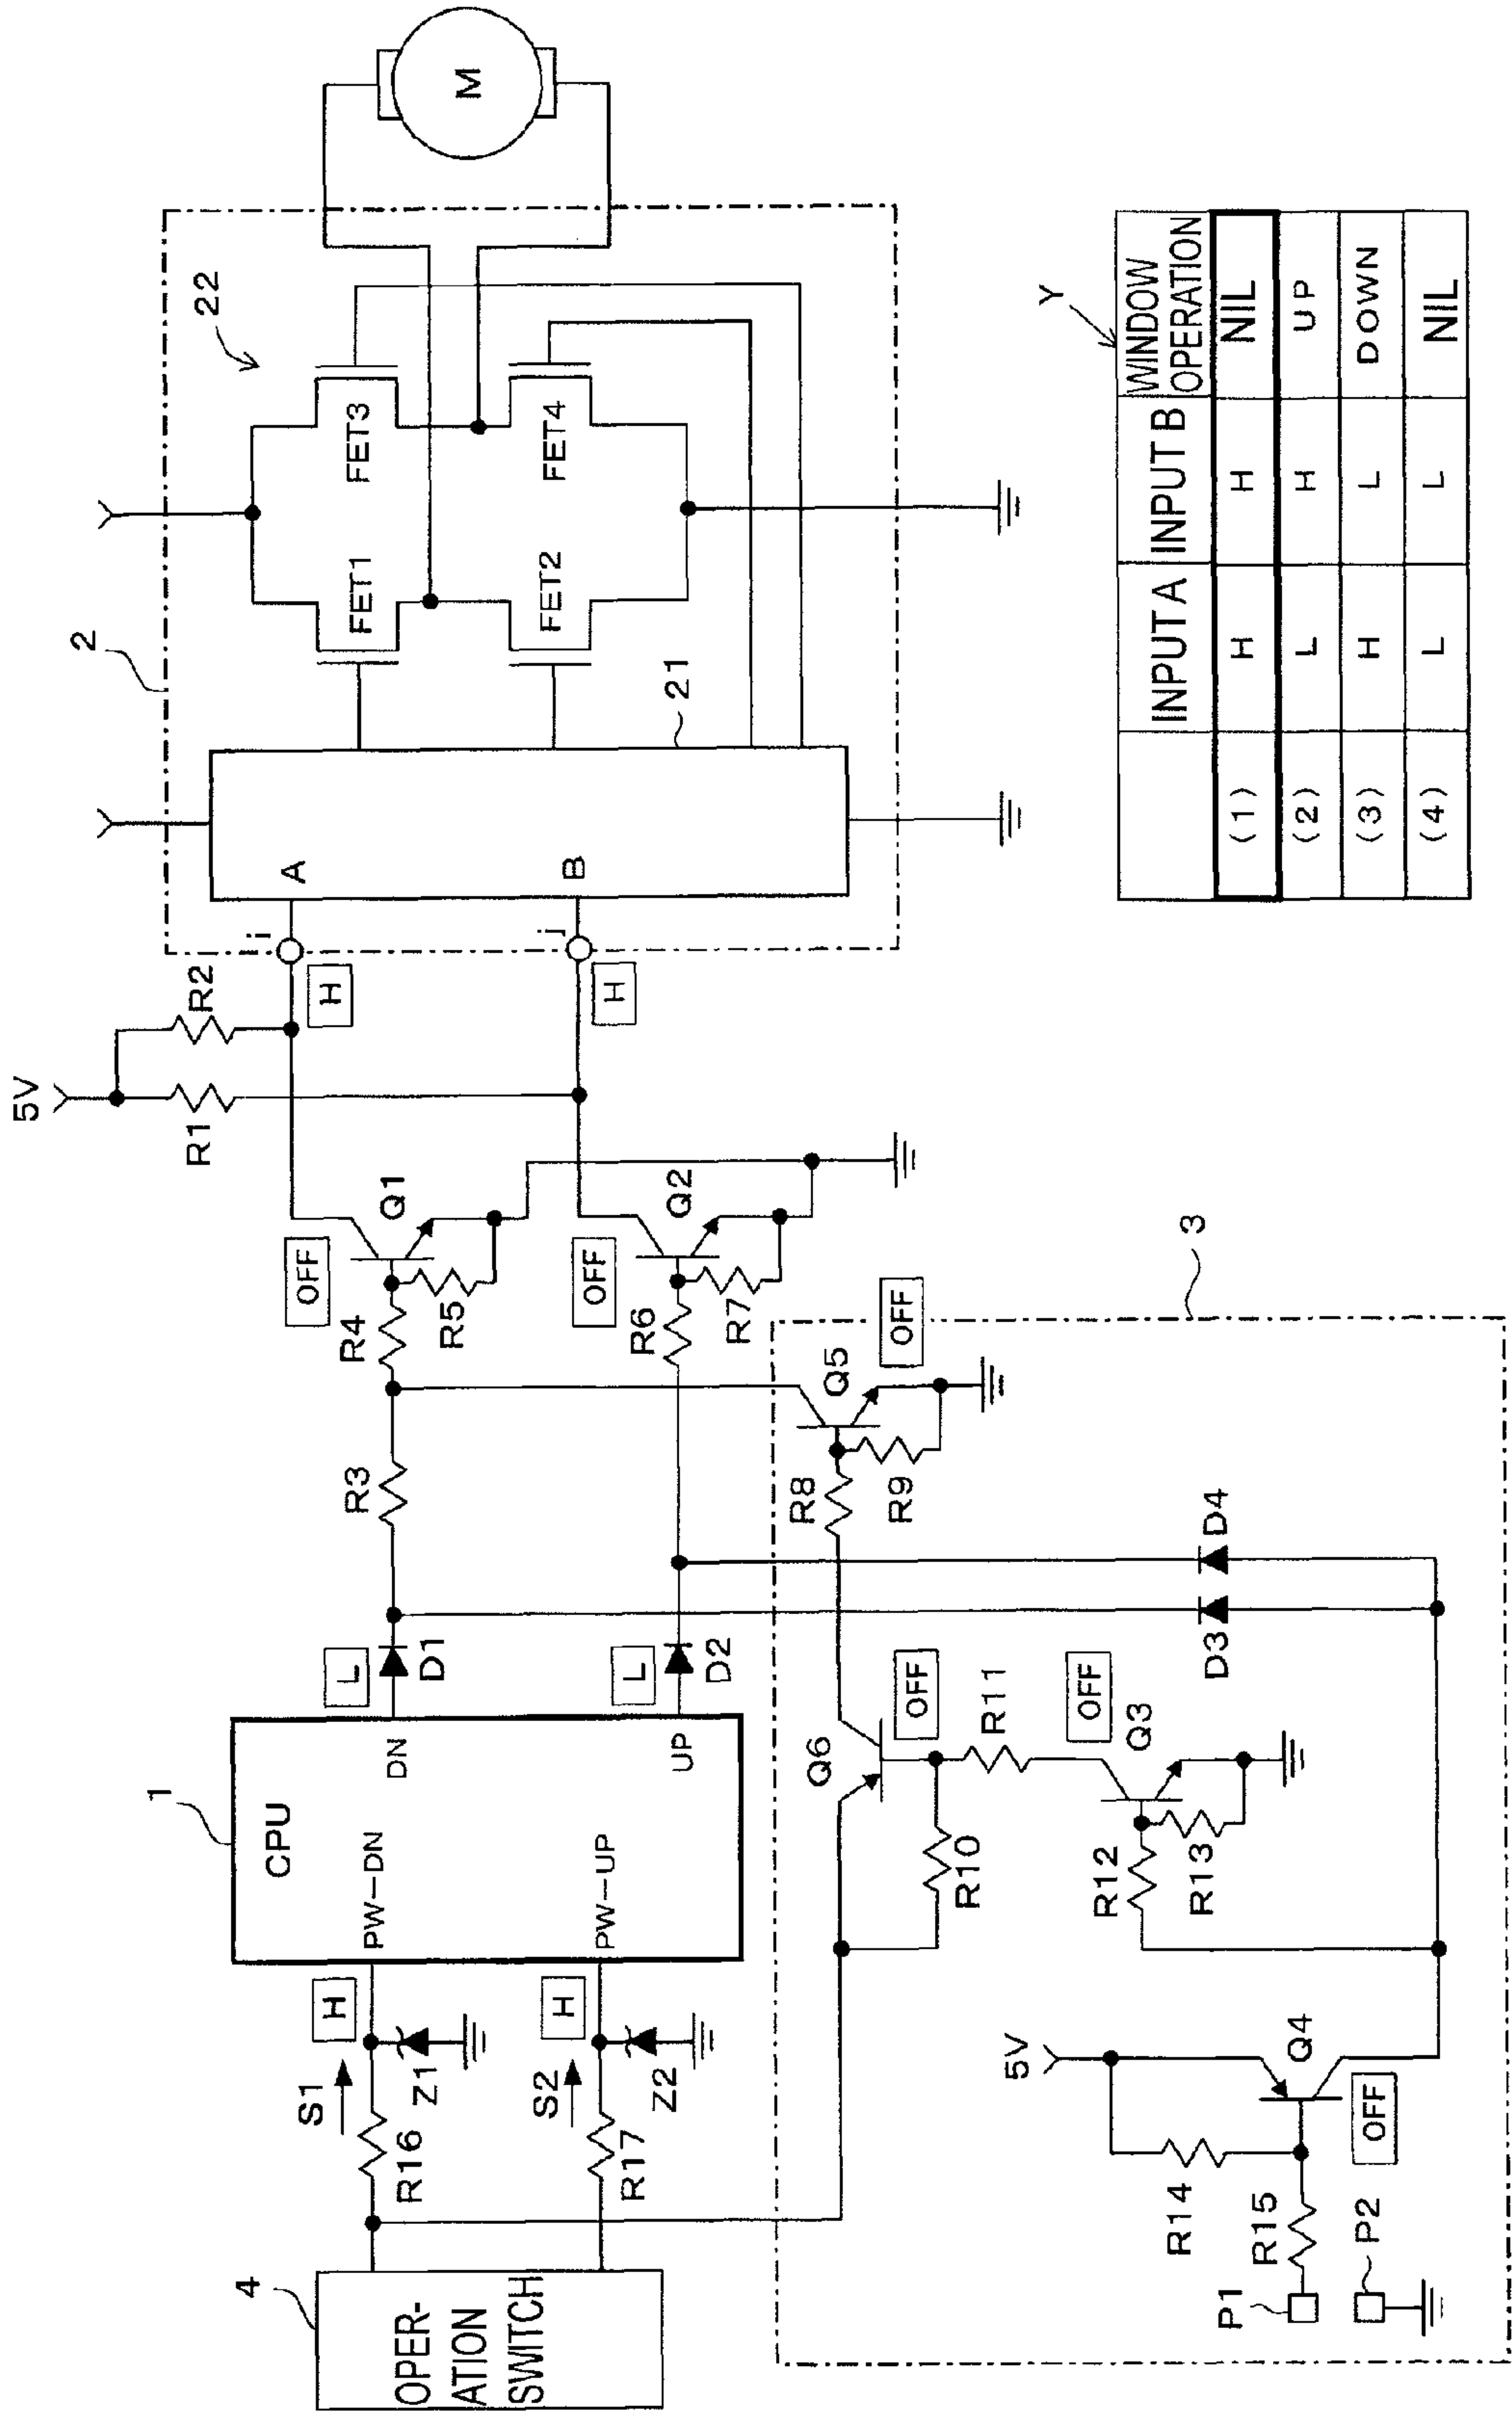 4
OPER-
ATION
SWITCH
S1
R16
H
Z1
S2
R17
H
Z2
1
CPU
PW-DN
PW-UP
DN
UP
L
D1
L
D2
R3
R4
OFF
R5
Q1
R6
OFF
R7
Q2
5V
R1
R2
H
i
H
j
2
A
B
21
22
FET1
FET3
FET2
FET4
M
3
Q6
OFF
R8
R9
Q5
OFF
R10
R11
OFF
Q3
R12
R13
D3
D4
5V
Q4
OFF
R14
R15
P1
P2
Y
INPUT A INPUT B WINDOW OPERATION
(1) H H NIL
(2) L H UP
(3) H L DOWN
(4) L L NIL